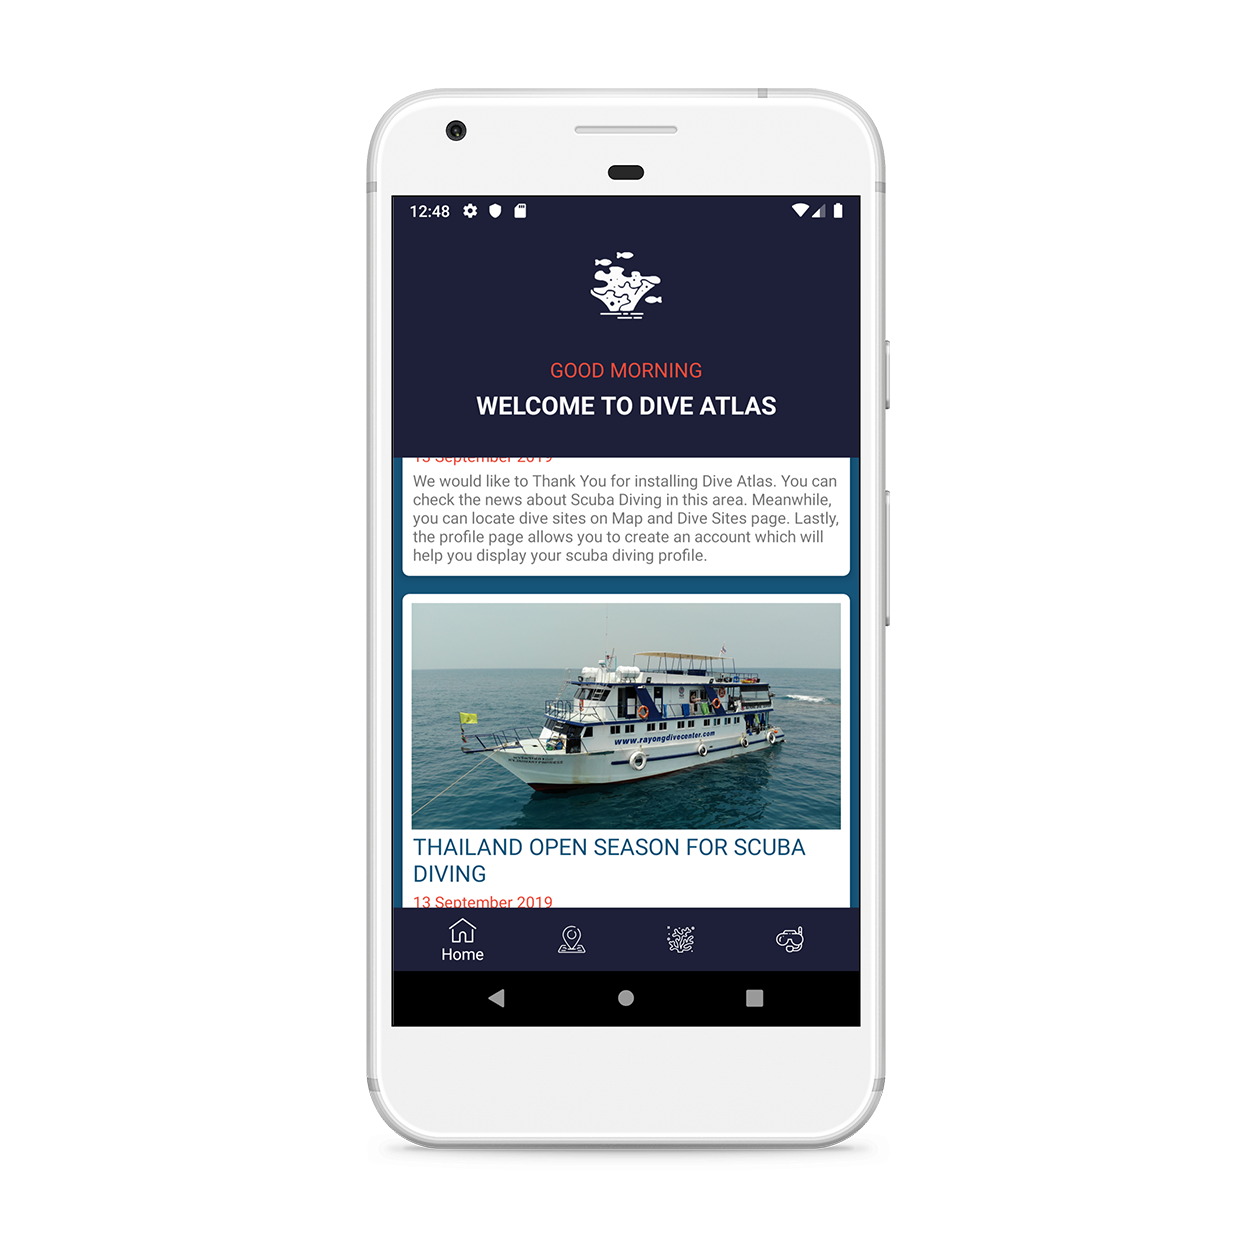 12:48
GOOD MORNING
WELCOME TO DIVE ATLAS
13 September 2019
We would like to Thank You for installing Dive Atlas. You can
check the news about Scuba Diving in this area. Meanwhile,
you can locate dive sites on Map and Dive Sites page. Lastly,
the profile page allows you to create an account which will
help you display your scuba diving profile.
www.rayongdivecenter.com
THAILAND OPEN SEASON FOR SCUBA
DIVING
13 September 2019
Home